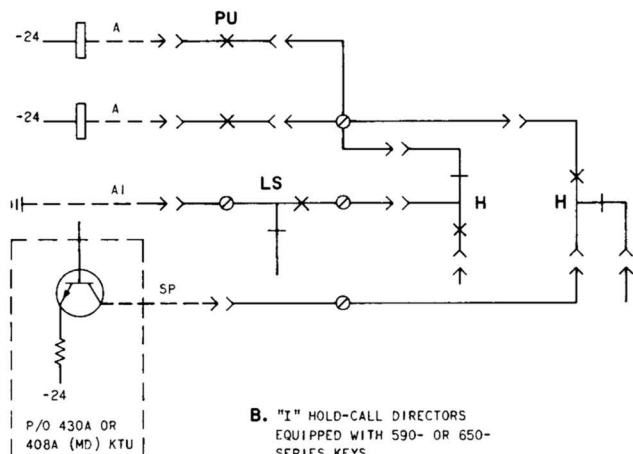 PU
-24 A
-24 A
A1
LS
H
H
SP
-24
P/O 430A OR
408A (MD) KTU
B. "I" HOLD-CALL DIRECTORS
EQUIPPED WITH 590- OR 650-
SERIES KEYS